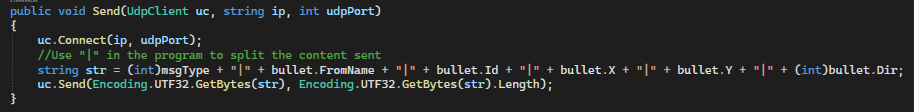 public void Send(UdpClient uc, string ip, int udpPort)
{
uc.Connect(ip, udpPort);
//Use "|" in the program to split the content sent
string str = (int)msgType + "|" + bullet.FromName + "|" + bullet.Id + "|" + bullet.X + "|" + bullet.Y + "|" + (int)bullet.Dir;
uc.Send(Encoding.UTF32.GetBytes(str), Encoding.UTF32.GetBytes(str).Length);
}